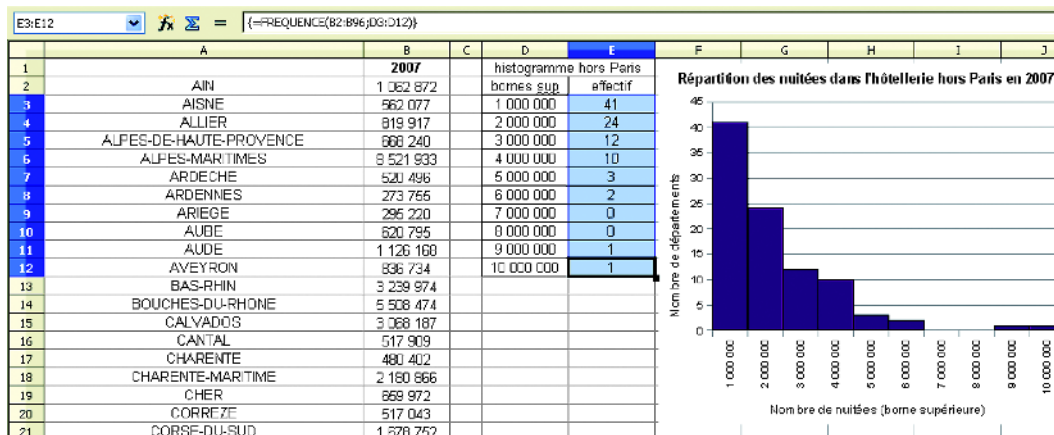 E3:E12 {=FREQUENCE(B2:B96;D3:D12)}
A B C D E F G H I J
1 2007 histogramme hors Paris
2 AIN 1 062 872 bornes sup effectif
3 AISNE 562 077 1 000 000 41
4 ALLIER 819 917 2 000 000 24
5 ALPES-DE-HAUTE-PROVENCE 668 240 3 000 000 12
6 ALPES-MARITIMES 8 521 933 4 000 000 10
7 ARDECHE 520 496 5 000 000 3
8 ARDENNES 273 755 6 000 000 2
9 ARIEGE 295 220 7 000 000 0
10 AUBE 620 795 8 000 000 0
11 AUDE 1 126 168 9 000 000 1
12 AVEYRON 836 734 10 000 000 1
13 BAS-RHIN 3 239 974
14 BOUCHES-DU-RHONE 5 508 474
15 CALVADOS 3 068 187
16 CANTAL 517 909
17 CHARENTE 480 402
18 CHARENTE-MARITIME 2 180 866
19 CHER 659 972
20 CORREZE 517 043
21 CORSE-DU-SUD 1 678 752
Répartition des nuitées dans l'hôtellerie hors Paris en 2007
Nombre de départements
45
40
35
30
25
20
15
10
5
0
1 000 000
2 000 000
3 000 000
4 000 000
5 000 000
6 000 000
7 000 000
8 000 000
9 000 000
10 000 000
Nombre de nuitées (borne supérieure)